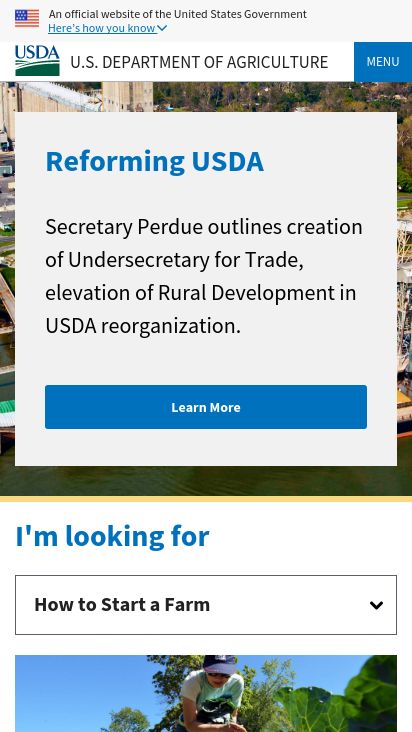 An official website of the United States Government
Here's how you know
USDA
U.S. DEPARTMENT OF AGRICULTURE
MENU
Reforming USDA
Secretary Perdue outlines creation
of Undersecretary for Trade,
elevation of Rural Development in
USDA reorganization.
Learn More
I'm looking for
How to Start a Farm